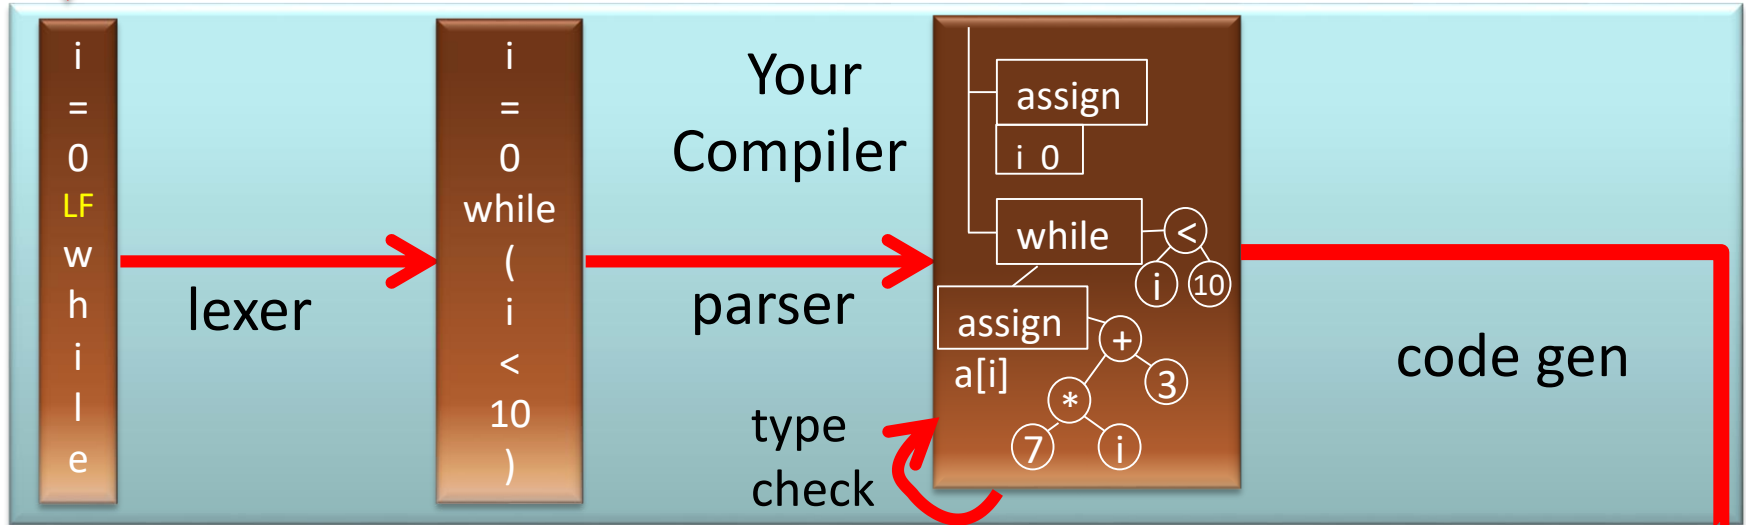 i
=
0
LF
w
h
i
l
e
lexer
i
=
0
while
(
i
<
10
)
Your
Compiler
parser
assign
i 0
while
<
i
10
assign
a[i]
+
*
3
7
i
type
check
code gen